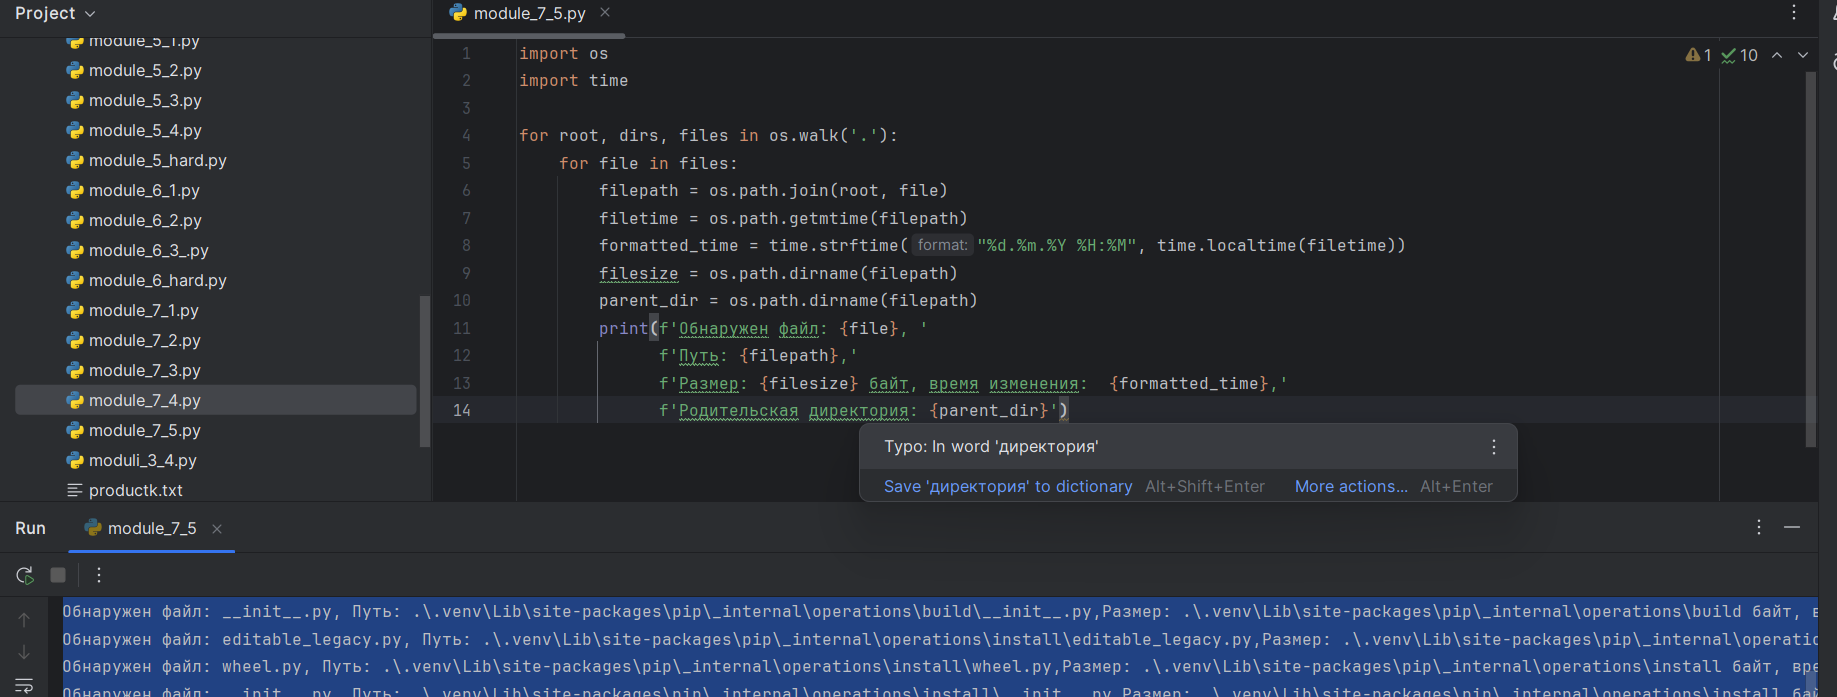 Project
module_7_5.py
module_5_1.py
module_5_2.py
module_5_3.py
module_5_4.py
module_5_hard.py
module_6_1.py
module_6_2.py
module_6_3_.py
module_6_hard.py
module_7_1.py
module_7_2.py
module_7_3.py
module_7_4.py
module_7_5.py
moduli_3_4.py
productk.txt
1 10
1 import os
2 import time
3
4 for root, dirs, files in os.walk('.'):
5 for file in files:
6 filepath = os.path.join(root, file)
7 filetime = os.path.getmtime(filepath)
8 formatted_time = time.strftime( format: "%d.%m.%Y %H:%M", time.localtime(filetime))
9 filesize = os.path.dirname(filepath)
10 parent_dir = os.path.dirname(filepath)
11 print(f'Обнаружен файл: {file}, '
12 f'Путь: {filepath},'
13 f'Размер: {filesize} байт, время изменения:  {formatted_time},'
14 f'Родительская директория: {parent_dir}')
Typo: In word 'директория'
Save 'директория' to dictionary Alt+Shift+Enter More actions... Alt+Enter
Run module_7_5
Обнаружен файл: __init__.py, Путь: .\.venv\Lib\site-packages\pip\_internal\operations\build\__init__.py,Размер: .\.venv\Lib\site-packages\pip\_internal\operations\build байт, в
Обнаружен файл: editable_legacy.py, Путь: .\.venv\Lib\site-packages\pip\_internal\operations\install\editable_legacy.py,Размер: .\.venv\Lib\site-packages\pip\_internal\operatio
Обнаружен файл: wheel.py, Путь: .\.venv\Lib\site-packages\pip\_internal\operations\install\wheel.py,Размер: .\.venv\Lib\site-packages\pip\_internal\operations\install байт, вре
Обнаружен файл: __init__.py, Путь: .\.venv\Lib\site-packages\pip\_internal\operations\install\__init__.py,Размер: .\.venv\Lib\site-packages\pip\_internal\operations\install бай